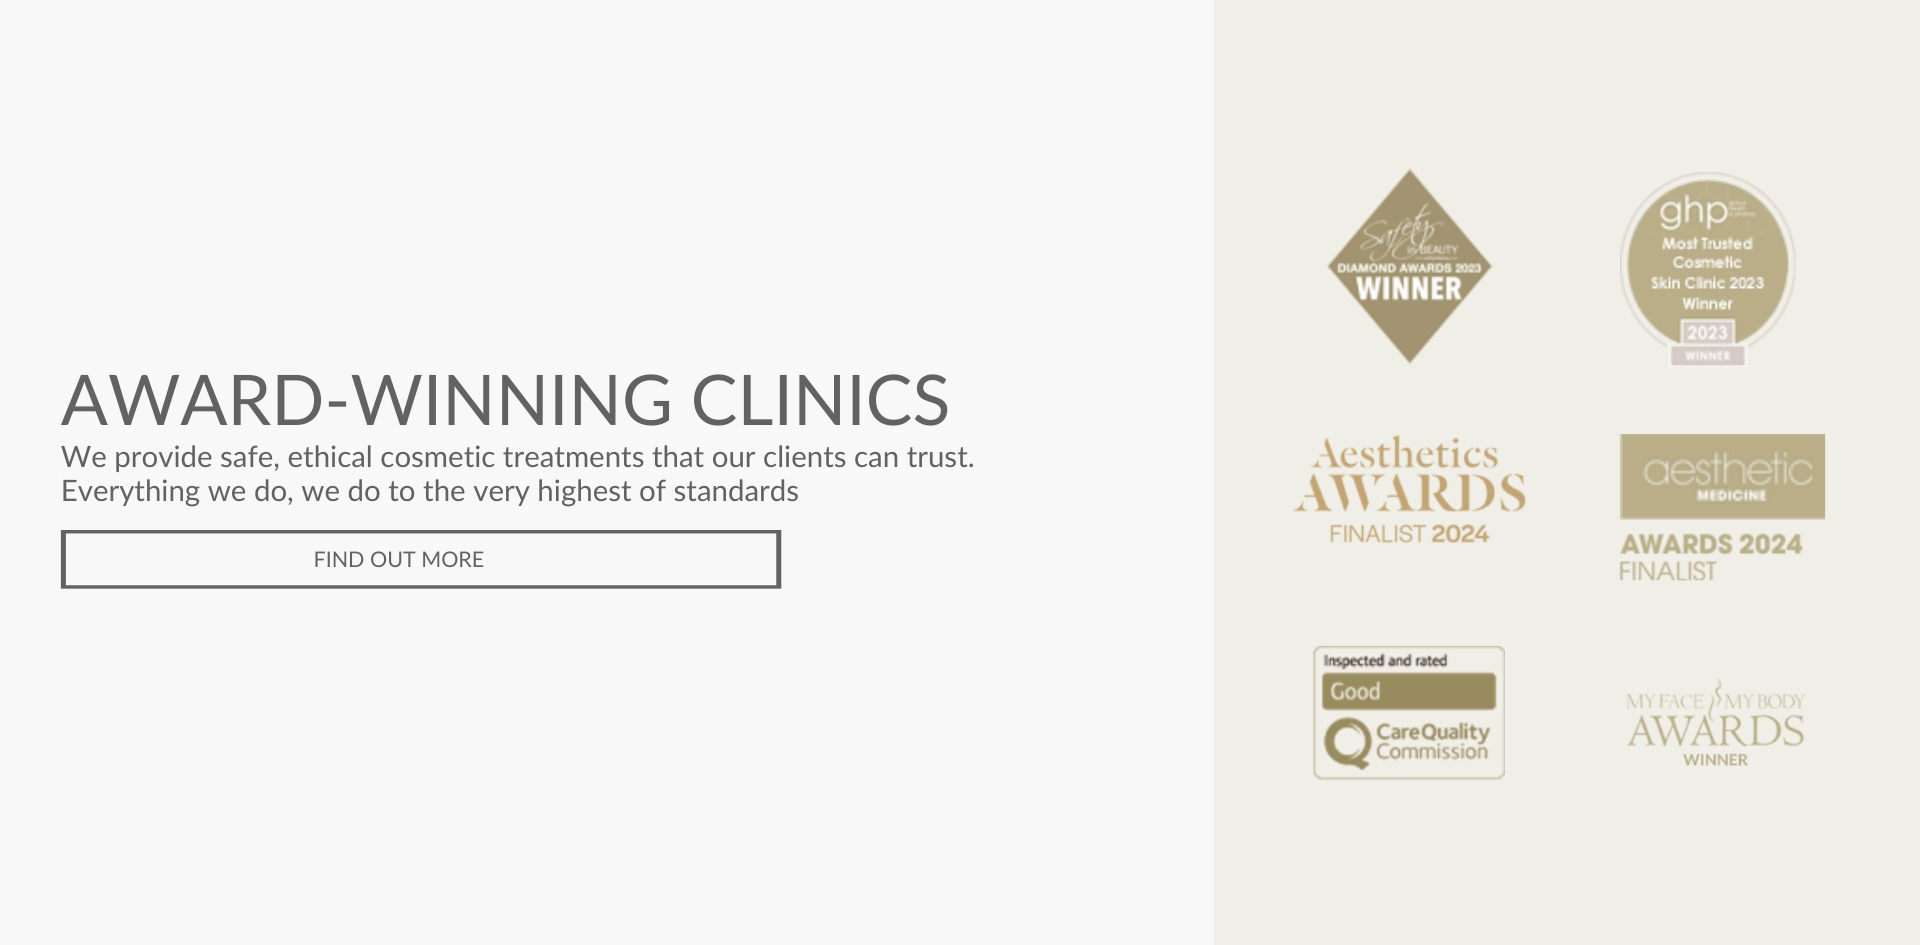 AWARD-WINNING CLINICS
We provide safe, ethical cosmetic treatments that our clients can trust.
Everything we do, we do to the very highest of standards
FIND OUT MORE
Safety
in BEAUTY
DIAMOND AWARDS 2023
WINNER
ghp
Most Trusted
Cosmetic
Skin Clinic 2023
Winner
2023
WINNER
Aesthetics
AWARDS
FINALIST 2024
aesthetic
MEDICINE
AWARDS 2024
FINALIST
Inspected and rated
Good
CareQuality
Commission
MY FACE MY BODY
AWARDS
WINNER